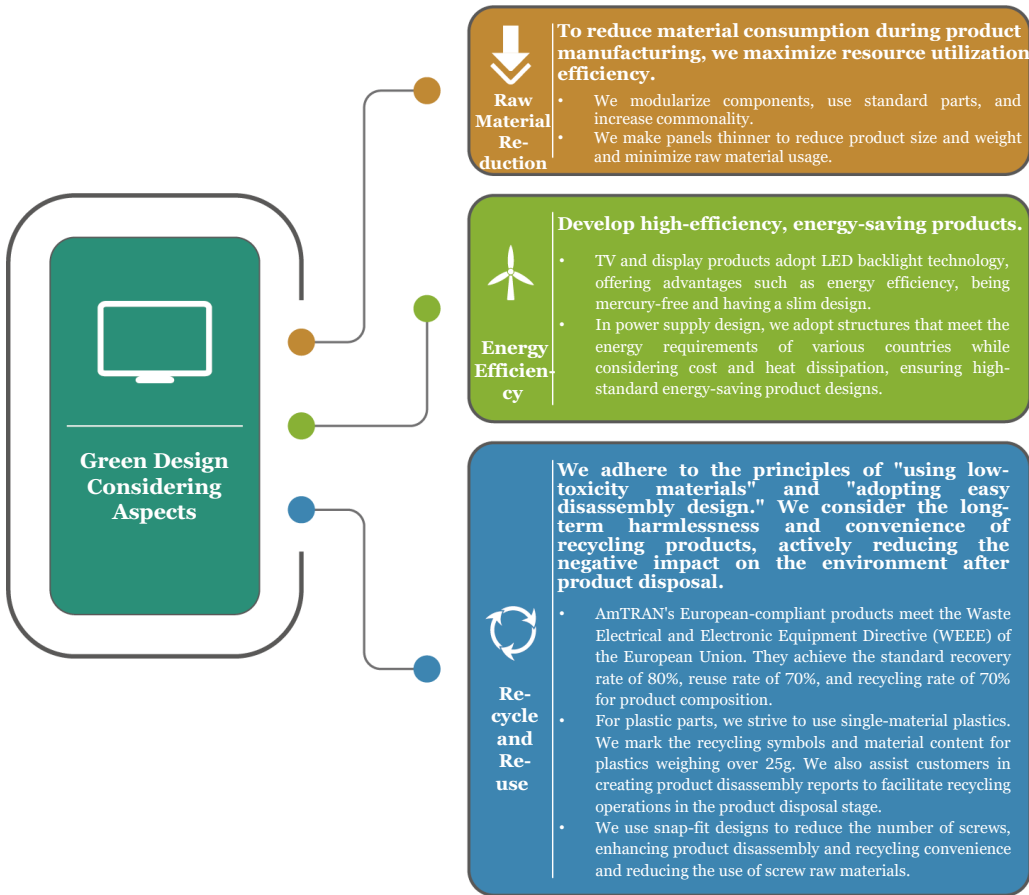 Green Design
Considering
Aspects
Raw
Material
Re-
duction
To reduce material consumption during product
manufacturing, we maximize resource utilization
efficiency.
• We modularize components, use standard parts, and
increase commonality.
• We make panels thinner to reduce product size and weight
and minimize raw material usage.
Energy
Efficien-
cy
Develop high-efficiency, energy-saving products.
• TV and display products adopt LED backlight technology,
offering advantages such as energy efficiency, being
mercury-free and having a slim design.
• In power supply design, we adopt structures that meet the
energy requirements of various countries while
considering cost and heat dissipation, ensuring high-
standard energy-saving product designs.
Re-
cycle
and
Re-
use
We adhere to the principles of "using low-
toxicity materials" and "adopting easy
disassembly design." We consider the long-
term harmlessness and convenience of
recycling products, actively reducing the
negative impact on the environment after
product disposal.
• AmTRAN's European-compliant products meet the Waste
Electrical and Electronic Equipment Directive (WEEE) of
the European Union. They achieve the standard recovery
rate of 80%, reuse rate of 70%, and recycling rate of 70%
for product composition.
• For plastic parts, we strive to use single-material plastics.
We mark the recycling symbols and material content for
plastics weighing over 25g. We also assist customers in
creating product disassembly reports to facilitate recycling
operations in the product disposal stage.
• We use snap-fit designs to reduce the number of screws,
enhancing product disassembly and recycling convenience
and reducing the use of screw raw materials.